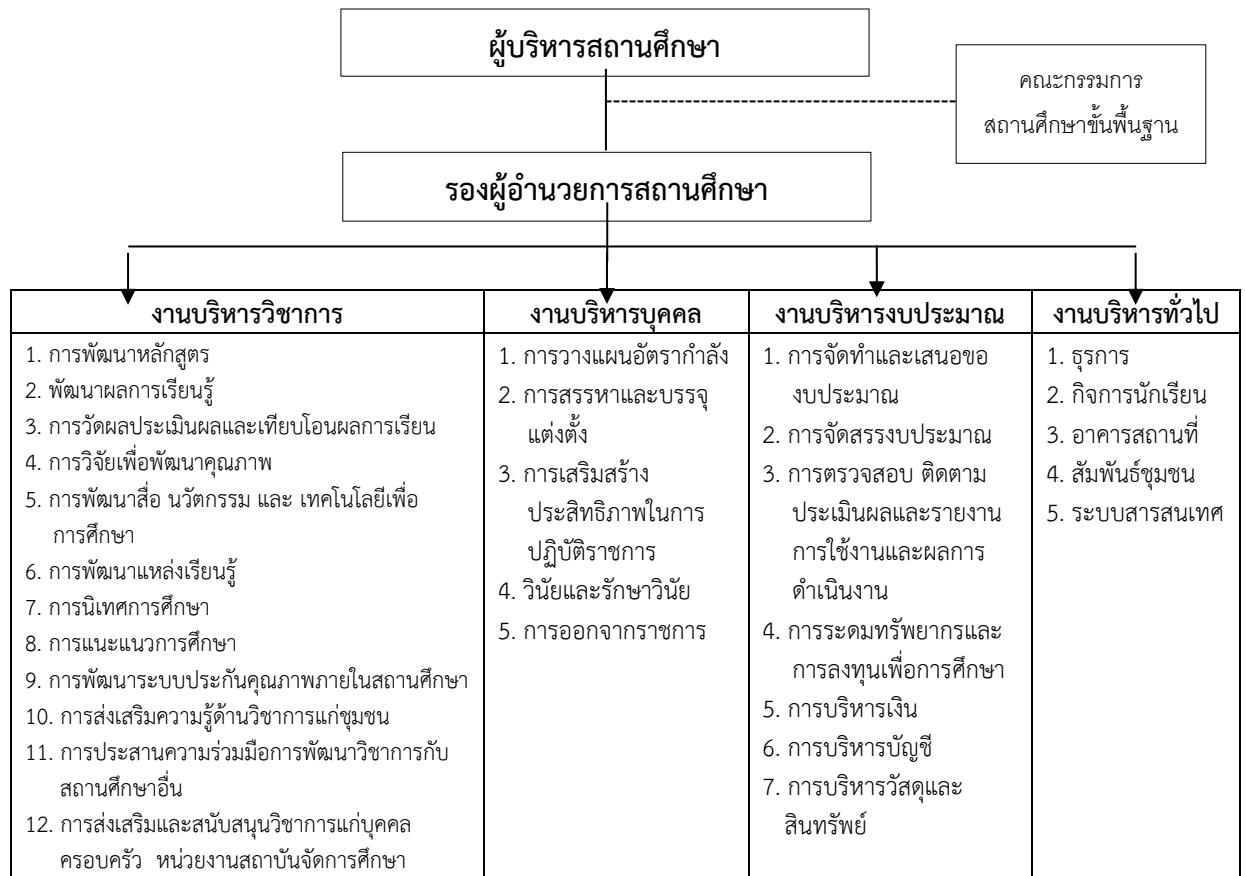 ผู้บริหารสถานศึกษา
คณะกรรมการ
สถานศึกษาขั้นพื้นฐาน
รองผู้อำนวยการสถานศึกษา
งานบริหารวิชาการ
1. การพัฒนาหลักสูตร
2. พัฒนาผลการเรียนรู้
3. การวัดผลประเมินผลและเทียบโอนผลการเรียน
4. การวิจัยเพื่อพัฒนาคุณภาพ
5. การพัฒนาสื่อ นวัตกรรม และ เทคโนโลยีเพื่อ
การศึกษา
6. การพัฒนาแหล่งเรียนรู้
7. การนิเทศการศึกษา
8. การแนะแนวการศึกษา
9. การพัฒนาระบบประกันคุณภาพภายในสถานศึกษา
10. การส่งเสริมความรู้ด้านวิชาการแก่ชุมชน
11. การประสานความร่วมมือการพัฒนาวิชาการกับ
สถานศึกษาอื่น
12. การส่งเสริมและสนับสนุนวิชาการแก่บุคคล
ครอบครัว หน่วยงานสถาบันจัดการศึกษา
งานบริหารบุคคล
1. การวางแผนอัตรากำลัง
2. การสรรหาและบรรจุ
แต่งตั้ง
3. การเสริมสร้าง
ประสิทธิภาพในการ
ปฏิบัติราชการ
4. วินัยและรักษาวินัย
5. การออกจากราชการ
งานบริหารงบประมาณ
1. การจัดทำและเสนอขอ
งบประมาณ
2. การจัดสรรงบประมาณ
3. การตรวจสอบ ติดตาม
ประเมินผลและรายงาน
การใช้งานและผลการ
ดำเนินงาน
4. การระดมทรัพยากรและ
การลงทุนเพื่อการศึกษา
5. การบริหารเงิน
6. การบริหารบัญชี
7. การบริหารวัสดุและ
สินทรัพย์
งานบริหารทั่วไป
1. ธุรการ
2. กิจการนักเรียน
3. อาคารสถานที่
4. สัมพันธ์ชุมชน
5. ระบบสารสนเทศ